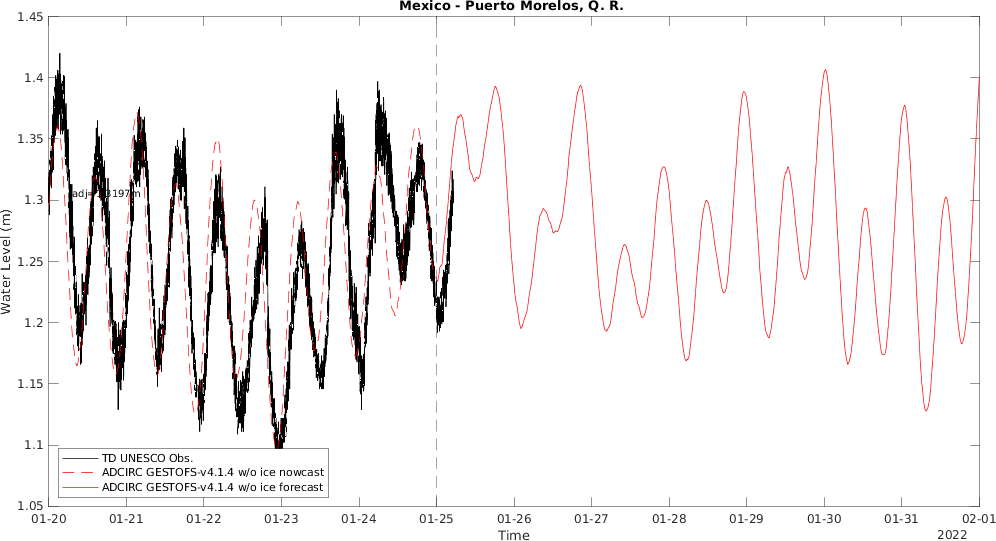 Mexico - Puerto Morelos, Q. R.
1.45
1.4
1.35
1.3
1.25
1.2
1.15
1.1
1.05
Water Level (m)
TD UNESCO Obs.
ADCIRC GESTOFS-v4.1.4 w/o ice nowcast
ADCIRC GESTOFS-v4.1.4 w/o ice forecast
01-20 01-21 01-22 01-23 01-24 01-25 01-26 01-27 01-28 01-29 01-30 01-31 02-01
Time
2022